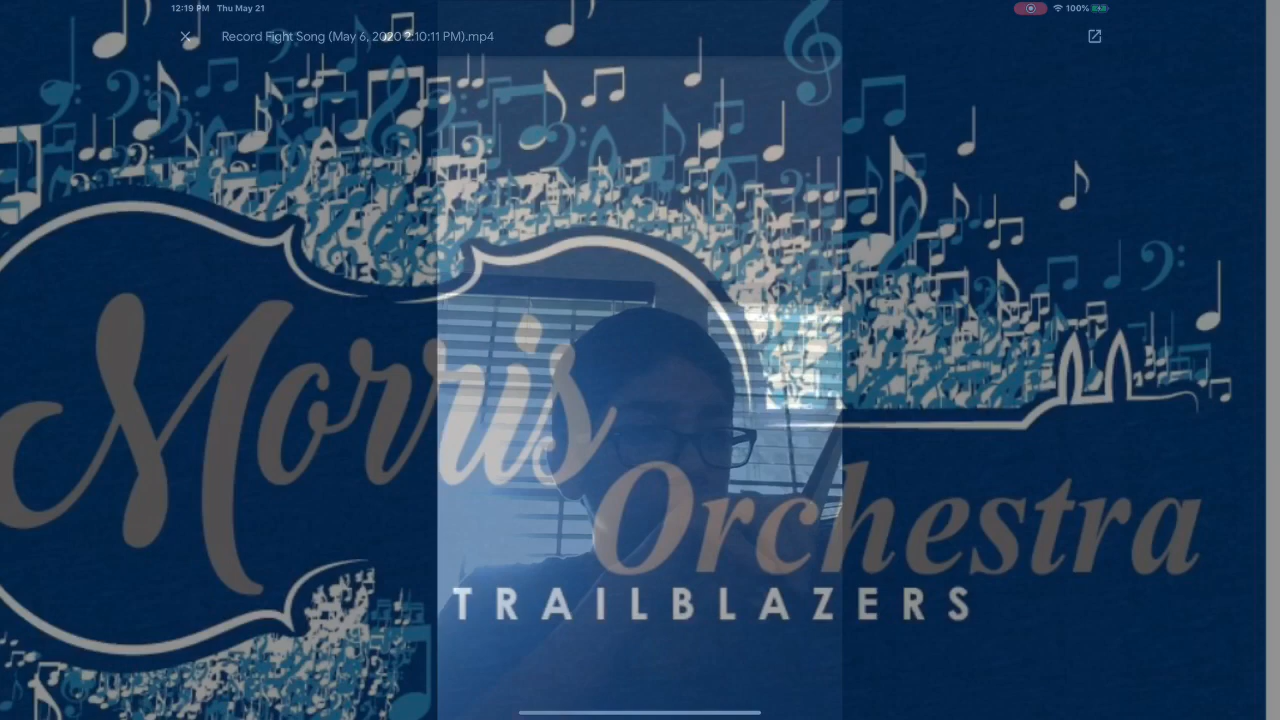 12:19 PM Thu May 21
100%
Record Fight Song (May 6, 2020 2:10:11 PM).mp4
Morris
Orchestra
TRAILBLAZERS